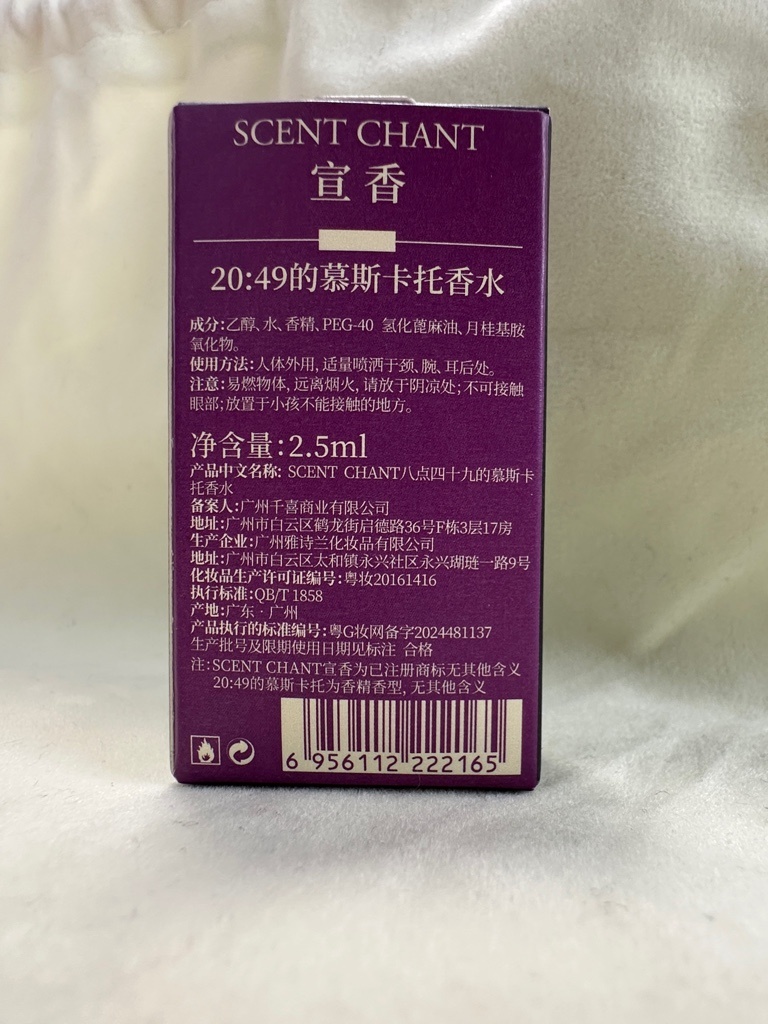 SCENT CHANT
宣香
20:49的慕斯卡托香水
成分:乙醇、水、香精、PEG-40 氢化蓖麻油、月桂基胺
氧化物。
使用方法:人体外用, 适量喷洒于颈、腕、耳后处。
注意:易燃物体, 远离烟火, 请放于阴凉处; 不可接触
眼部; 放置于小孩不能接触的地方。
净含量:2.5ml
产品中文名称: SCENT CHANT八点四十九的慕斯卡
托香水
备案人:广州千喜商业有限公司
地址:广州市白云区鹤龙街启德路36号F栋3层17房
生产企业:广州雅诗兰化妆品有限公司
地址:广州市白云区太和镇永兴社区永兴瑚琏一路9号
化妆品生产许可证编号:粤妆20161416
执行标准:QB/T 1858
产地:广东·广州
产品执行的标准编号:粤G妆网备字2024481137
生产批号及限期使用日期见标注 合格
注:SCENT CHANT宣香为已注册商标无其他含义
20:49的慕斯卡托为香精香型, 无其他含义
6 956112 222165